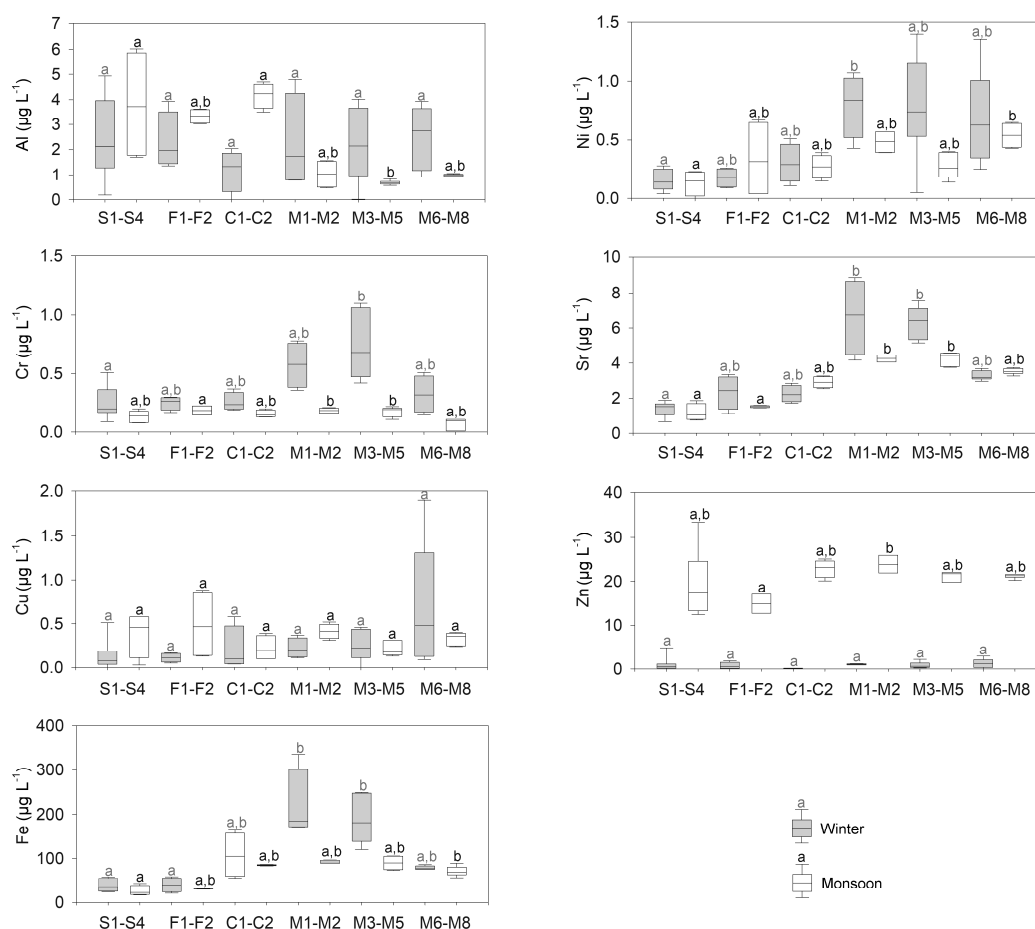 7
6
5
4
3
2
1
0
Al (µg L⁻¹)
a a a a,b a a a a,b a b a a,b
S1-S4 F1-F2 C1-C2 M1-M2 M3-M5 M6-M8
1.5
1.0
0.5
0.0
Ni (µg L⁻¹)
a a a,b a,b a,b a,b b a,b a,b a,b a,b b
S1-S4 F1-F2 C1-C2 M1-M2 M3-M5 M6-M8
1.5
1.0
0.5
0.0
Cr (µg L⁻¹)
a a,b a,b a a,b a,b a,b b b b a,b a,b
S1-S4 F1-F2 C1-C2 M1-M2 M3-M5 M6-M8
10
8
6
4
2
0
Sr (µg L⁻¹)
a a a,b a a,b a,b b b b b a,b a,b
S1-S4 F1-F2 C1-C2 M1-M2 M3-M5 M6-M8
2.0
1.5
1.0
0.5
0.0
Cu (µg L⁻¹)
a a a a a a a a a a a a
S1-S4 F1-F2 C1-C2 M1-M2 M3-M5 M6-M8
40
30
20
10
0
Zn (µg L⁻¹)
a a,b a a a a,b a b a a,b a a,b
S1-S4 F1-F2 C1-C2 M1-M2 M3-M5 M6-M8
400
300
200
100
0
Fe (µg L⁻¹)
a a a a,b a,b a,b b a,b b a,b a,b b
S1-S4 F1-F2 C1-C2 M1-M2 M3-M5 M6-M8
a
Winter
a
Monsoon